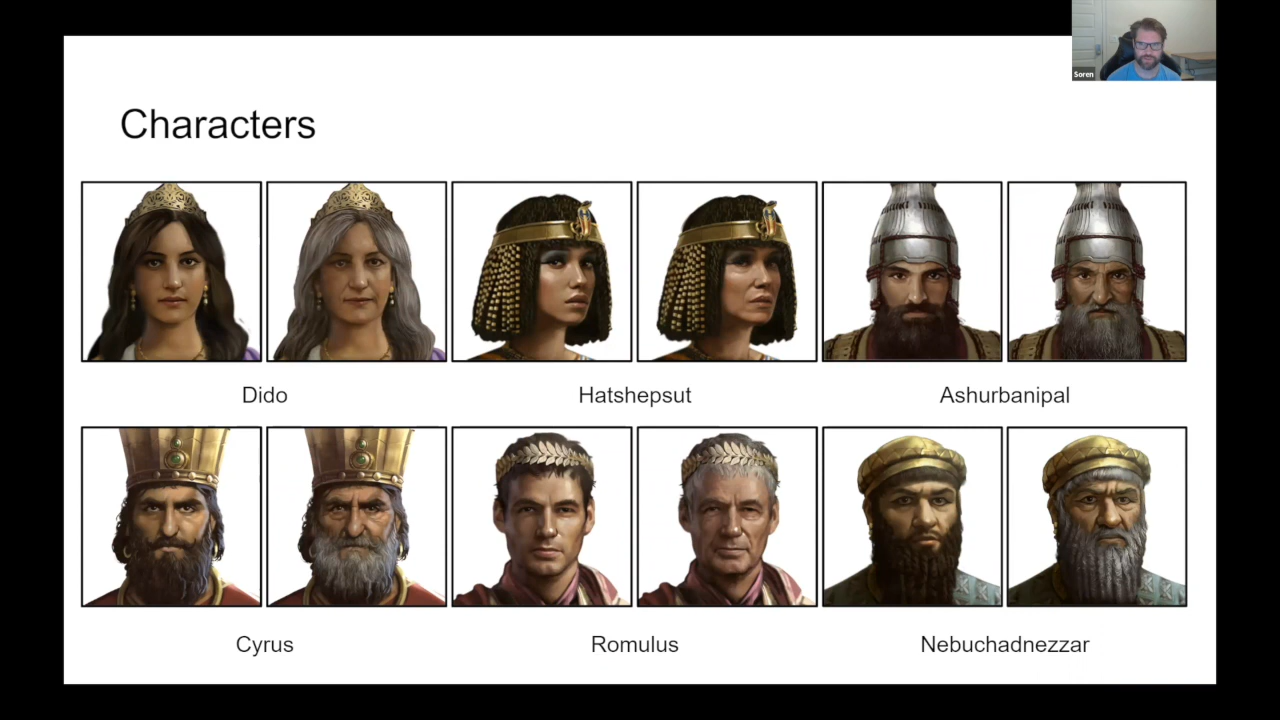 Soren
Characters
Dido
Hatshepsut
Ashurbanipal
Cyrus
Romulus
Nebuchadnezzar